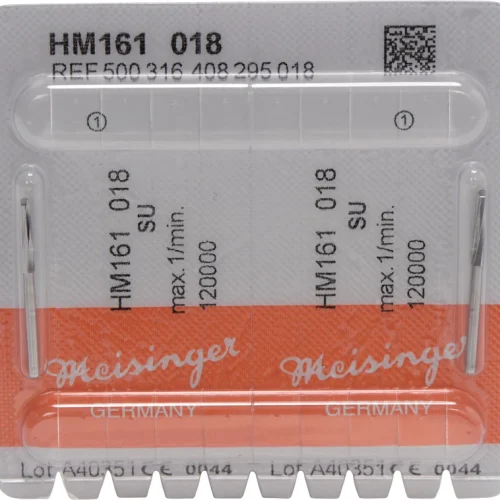 HM161 018
REF 500 316 408 295 018
1
1
HM161 018
SU
max.1/min.
120000
HM161 018
SU
max.1/min.
120000
Meisinger
GERMANY
Meisinger
GERMANY
Lot A40351 CE 0044
Lot A40351 CE 0044